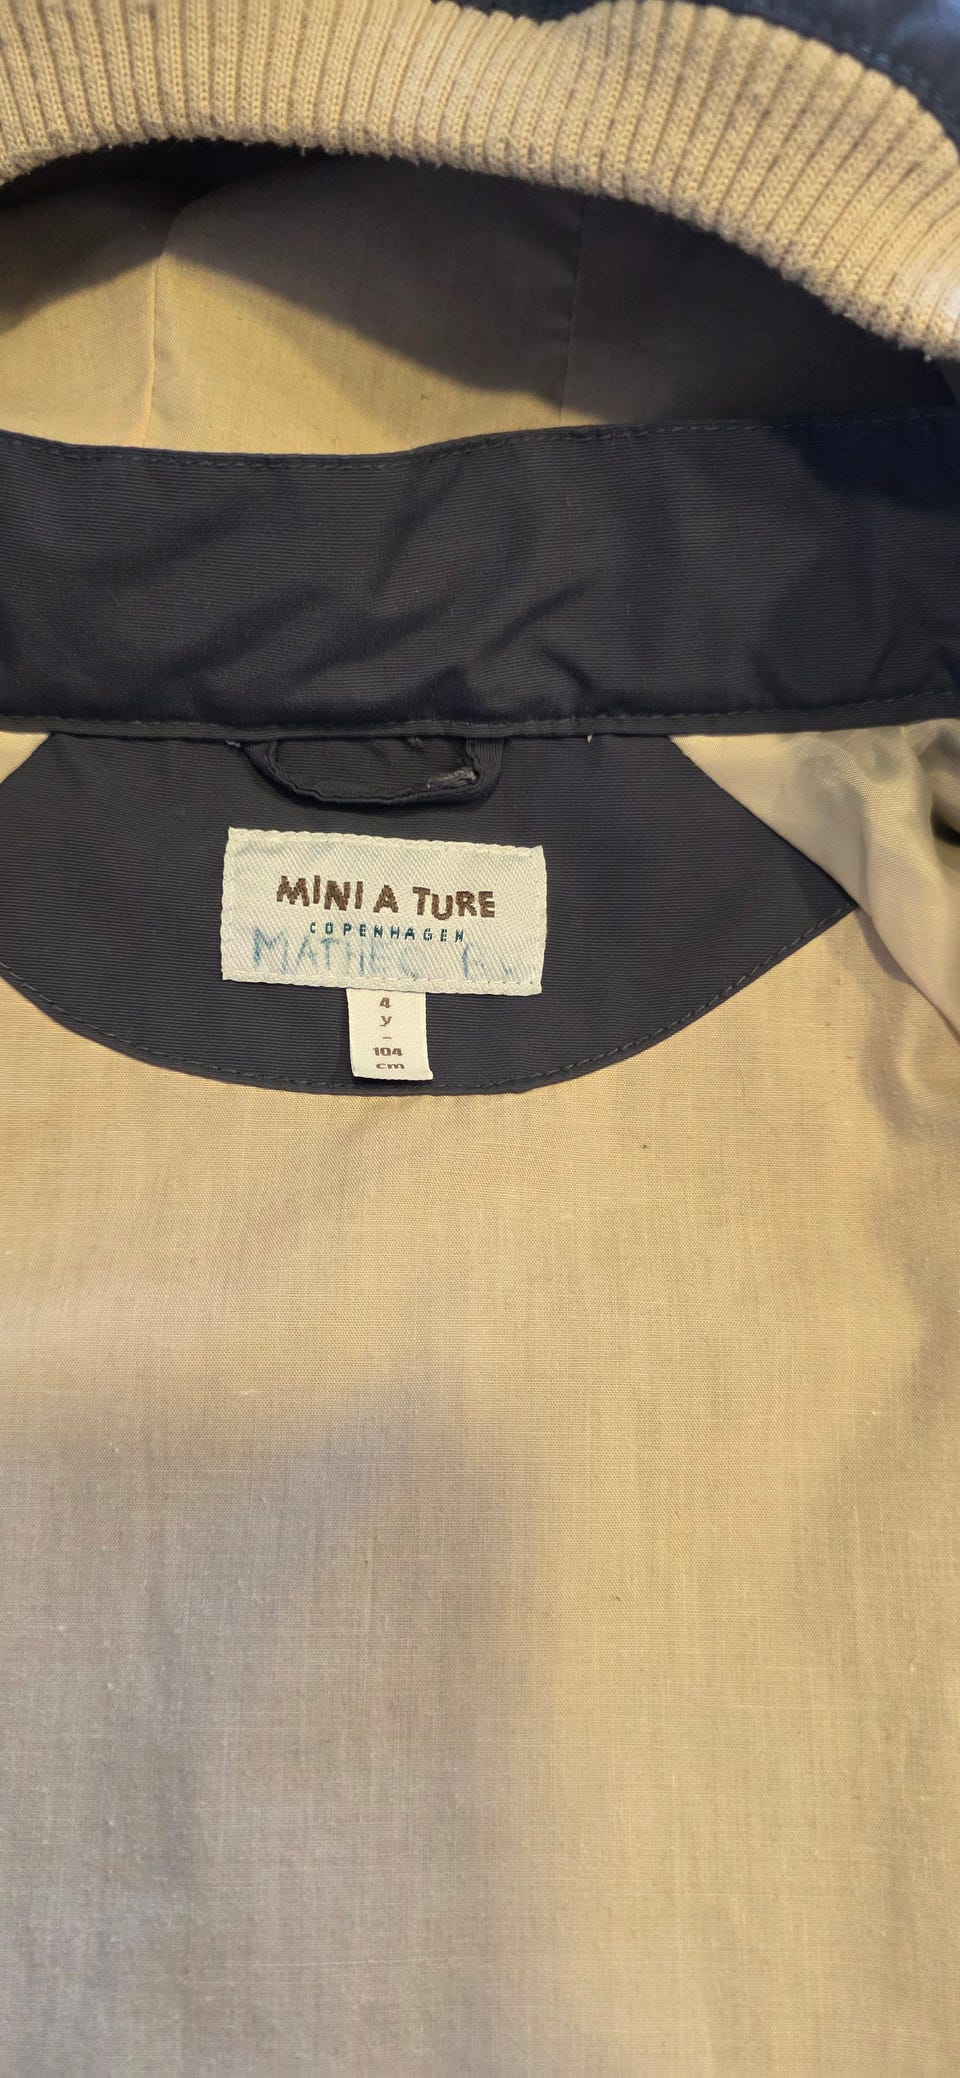 MINI A TURE
COPENHAGEN
4
y
-
104
cm